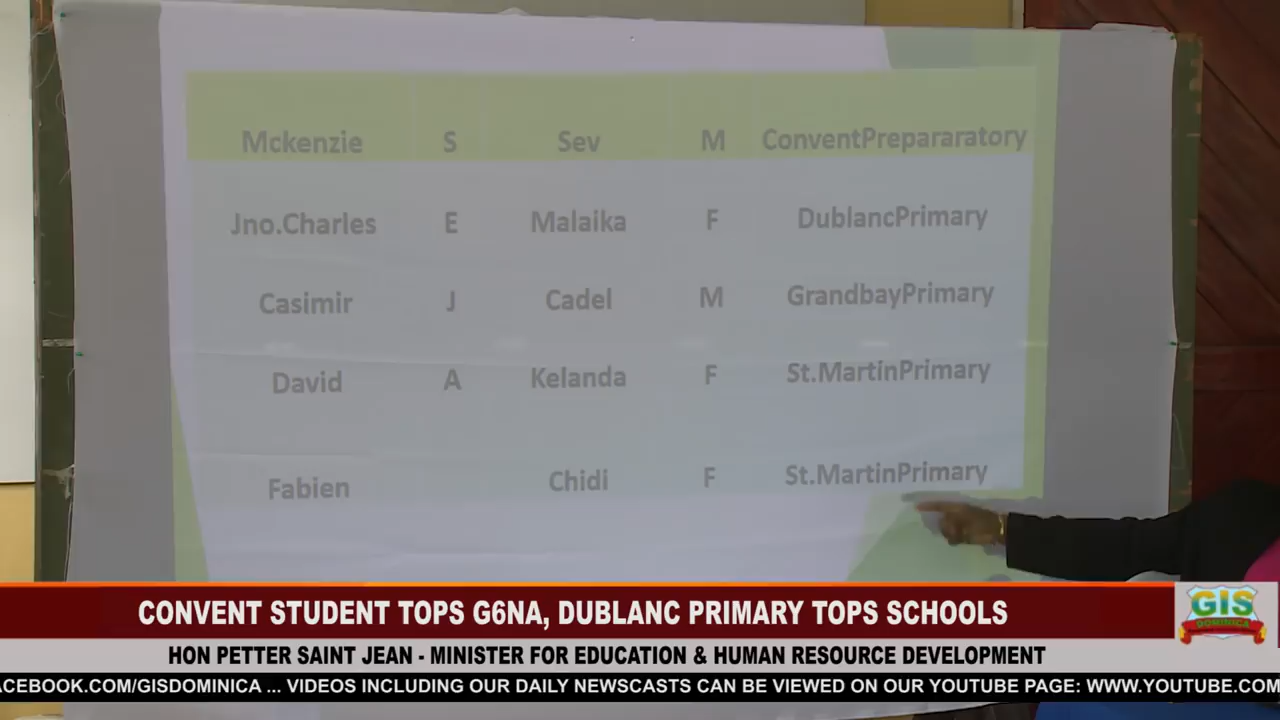 Mckenzie S Sev M ConventPrepararatory
Jno.Charles E Malaika F DublancPrimary
Casimir J Cadel M GrandbayPrimary
David A Kelanda F St.MartinPrimary
Fabien Chidi F St.MartinPrimary
CONVENT STUDENT TOPS G6NA, DUBLANC PRIMARY TOPS SCHOOLS
GIS
DOMINICA
HON PETTER SAINT JEAN - MINISTER FOR EDUCATION & HUMAN RESOURCE DEVELOPMENT
ACEBOOK.COM/GISDOMINICA ... VIDEOS INCLUDING OUR DAILY NEWSCASTS CAN BE VIEWED ON OUR YOUTUBE PAGE: WWW.YOUTUBE.COM